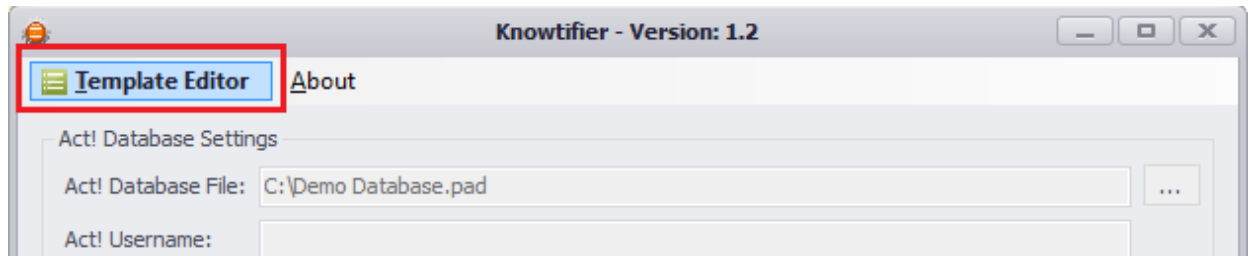 Knowtifier - Version: 1.2
Template Editor About
Act! Database Settings
Act! Database File: C:\Demo Database.pad ...
Act! Username: